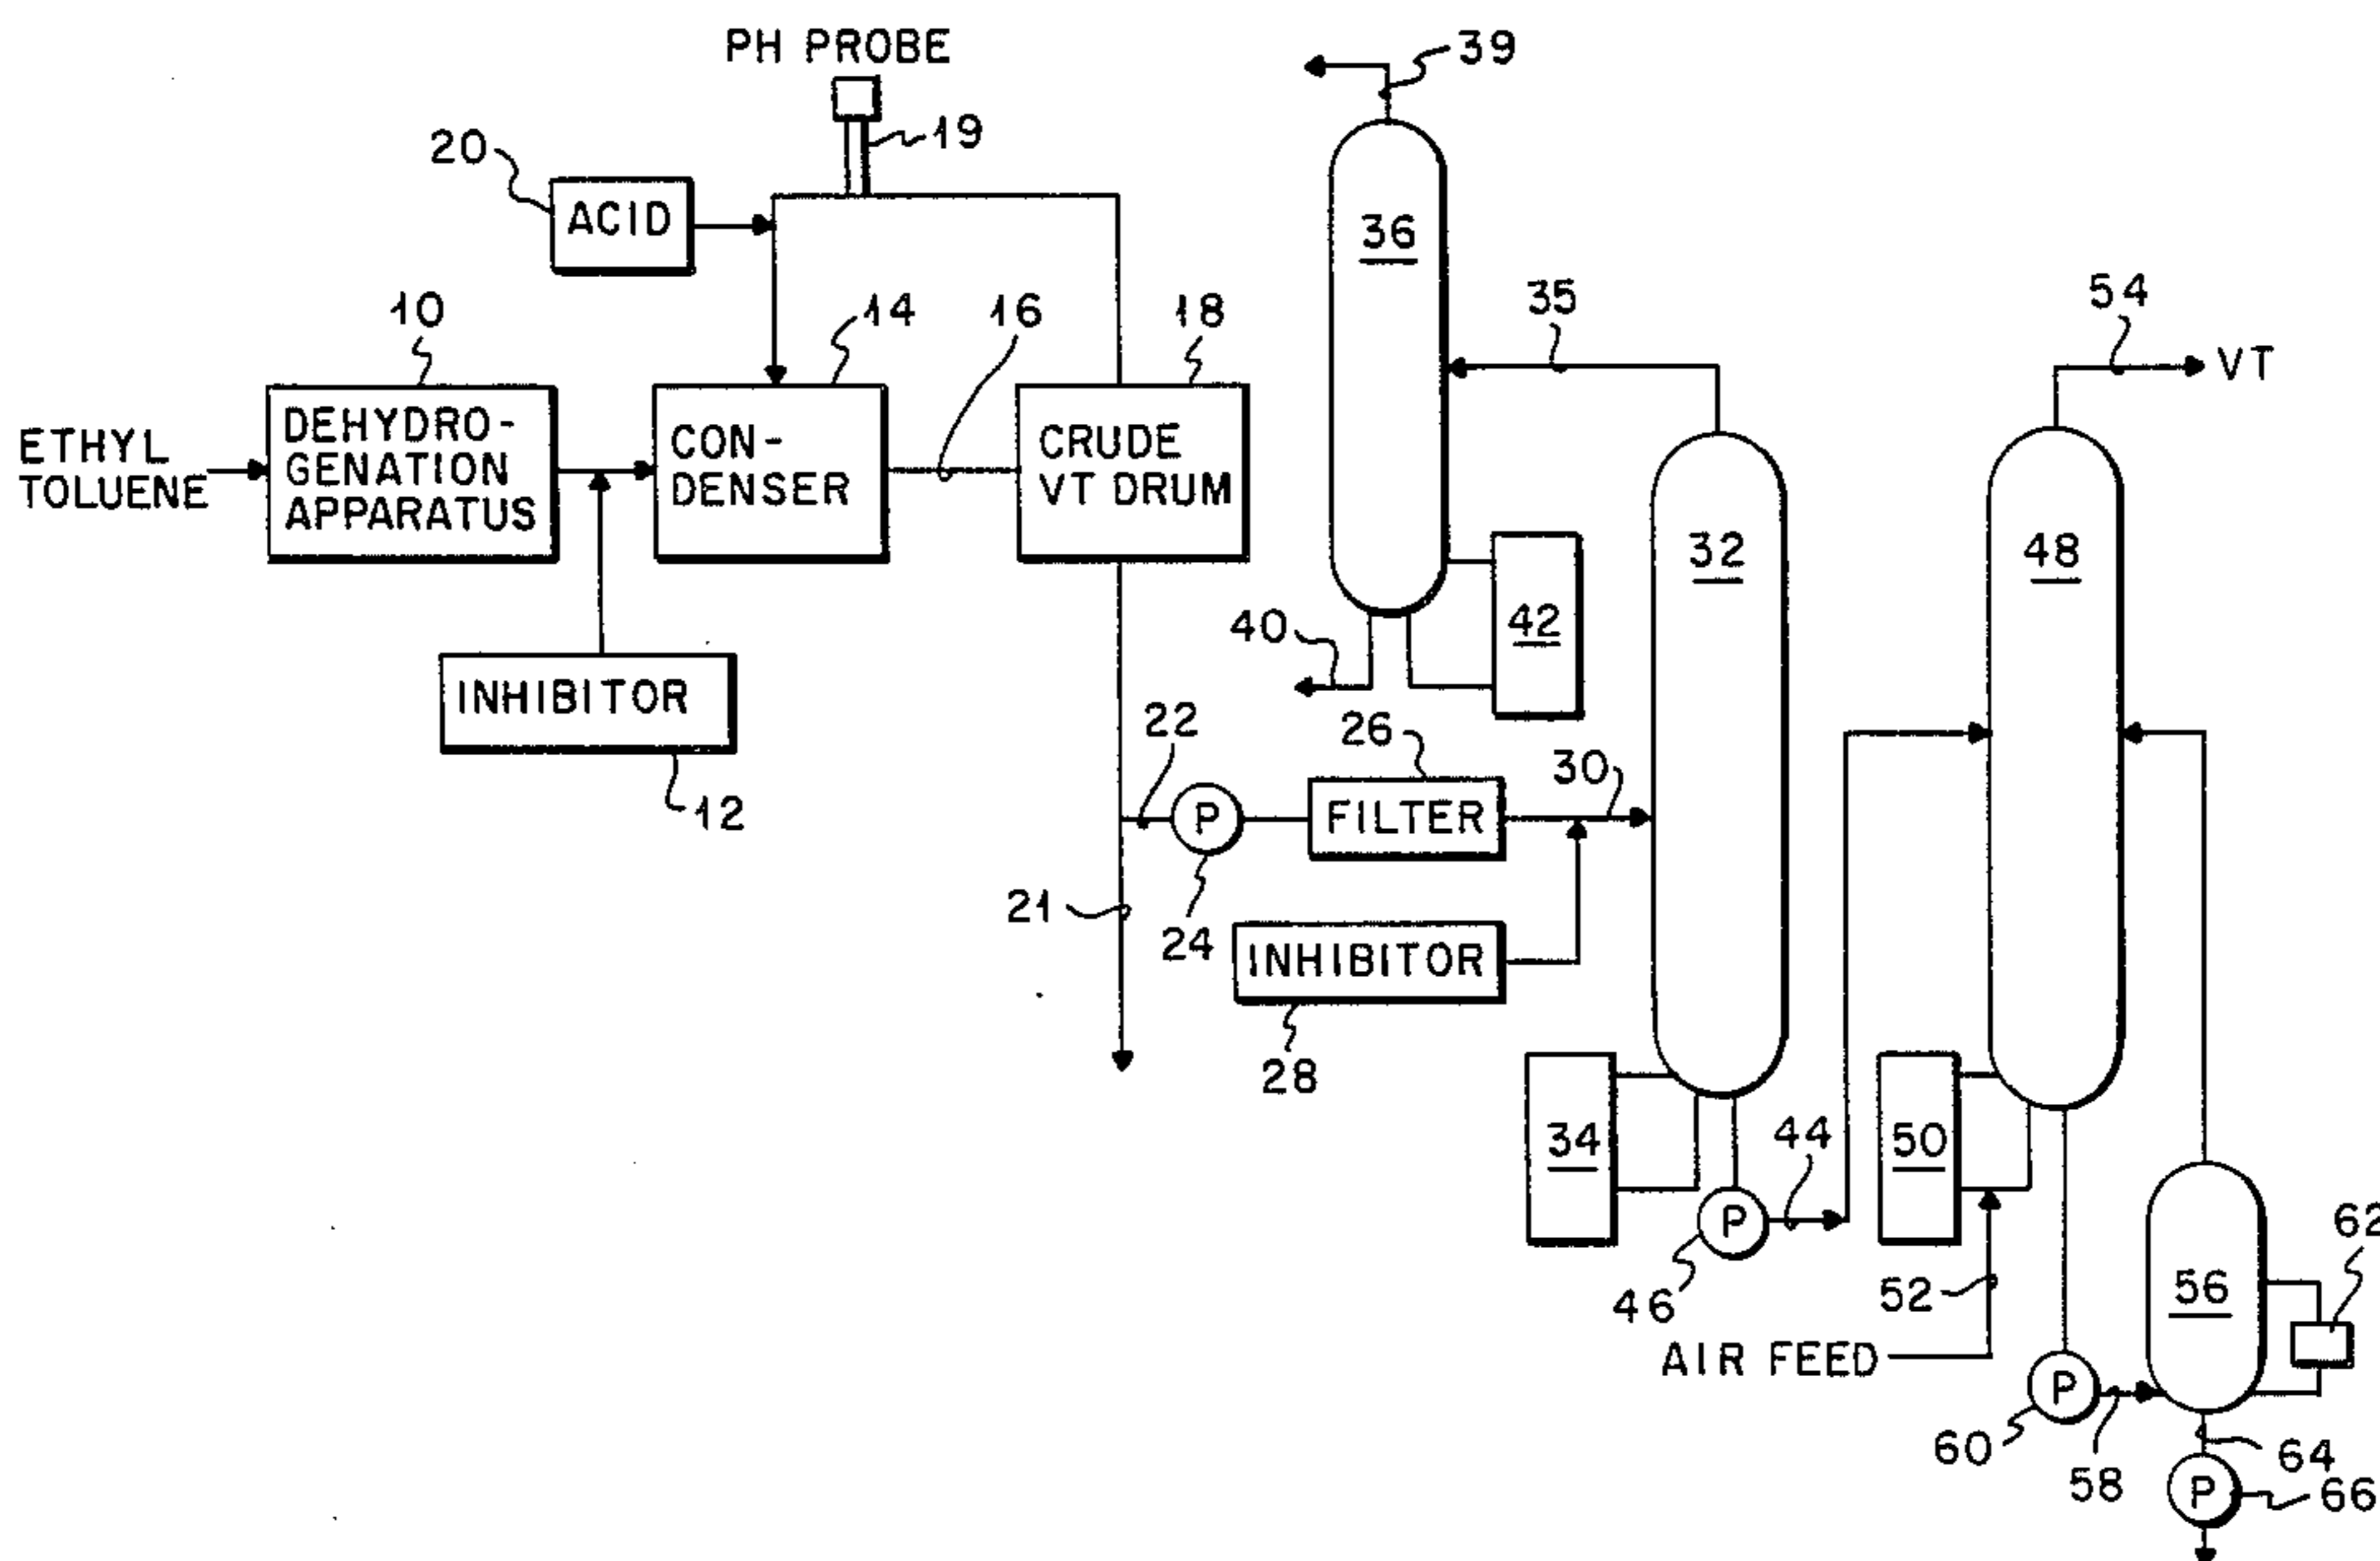 PH PROBE
39
19
20
ACID
36
10
14
16
18
35
54
VT
ETHYL
TOLUENE
DEHYDRO-
GENATION
APPARATUS
CON-
DENSER
CRUDE
VT DRUM
32
48
40
42
INHIBITOR
12
22
26
30
P
FILTER
21
24
INHIBITOR
28
34
44
50
P
46
52
62
56
AIR FEED
P
60
58
64
P
66